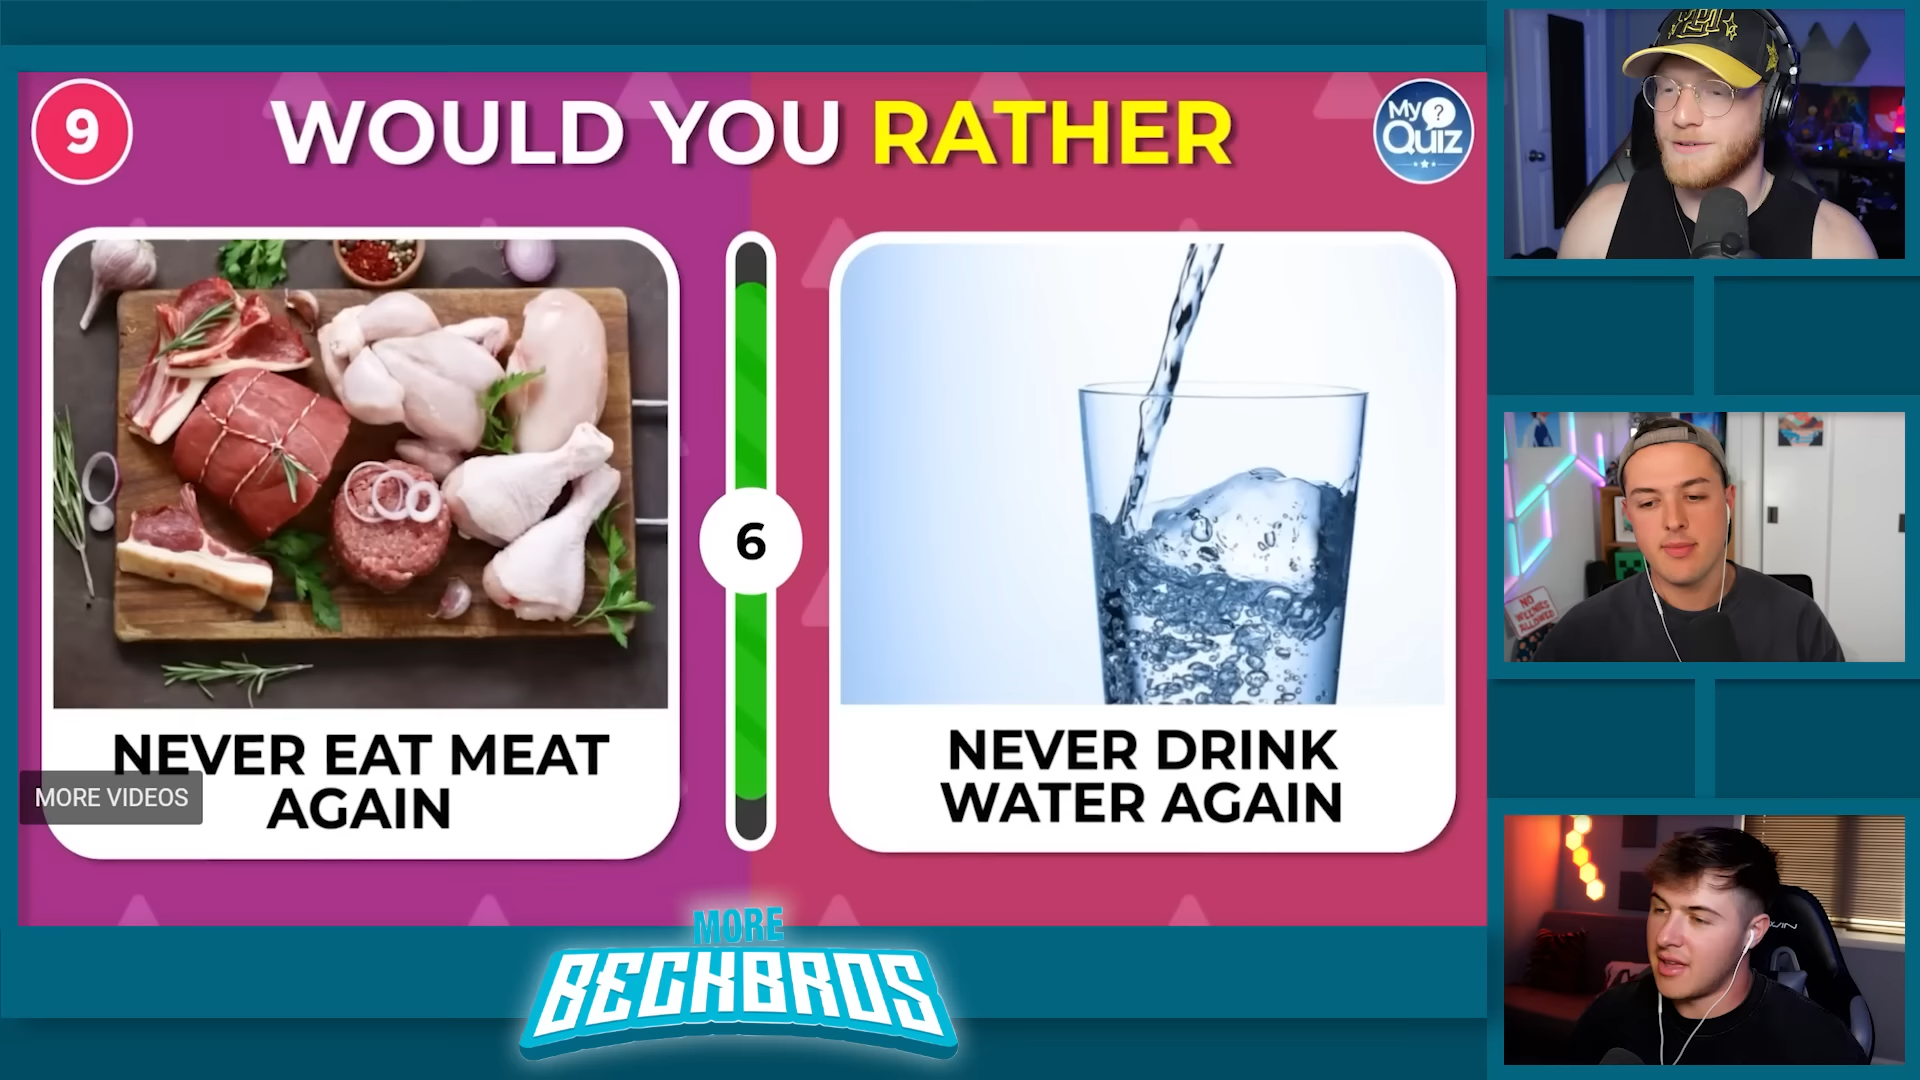 9
WOULD YOU RATHER
My ?
Quiz
6
NEVER EAT MEAT
AGAIN
NEVER DRINK
WATER AGAIN
MORE VIDEOS
MORE
BECKBROS
NO